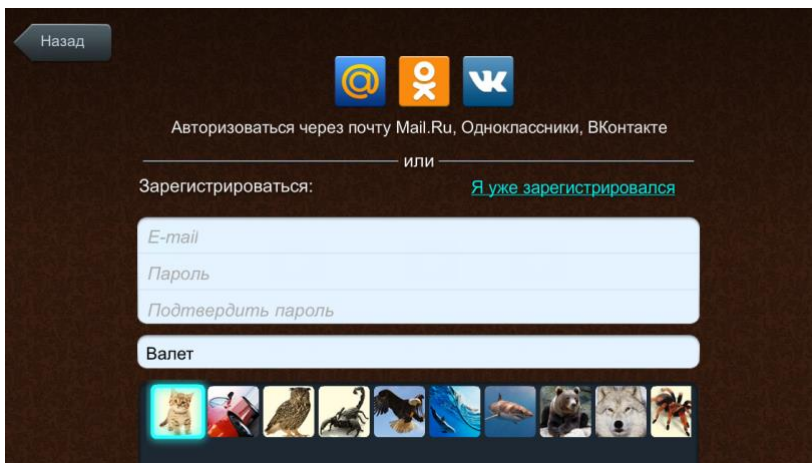 Назад
Авторизоваться через почту Mail.Ru, Одноклассники, ВКонтакте
или
Зарегистрироваться:
Я уже зарегистрировался
E-mail
Пароль
Подтвердить пароль
Валет